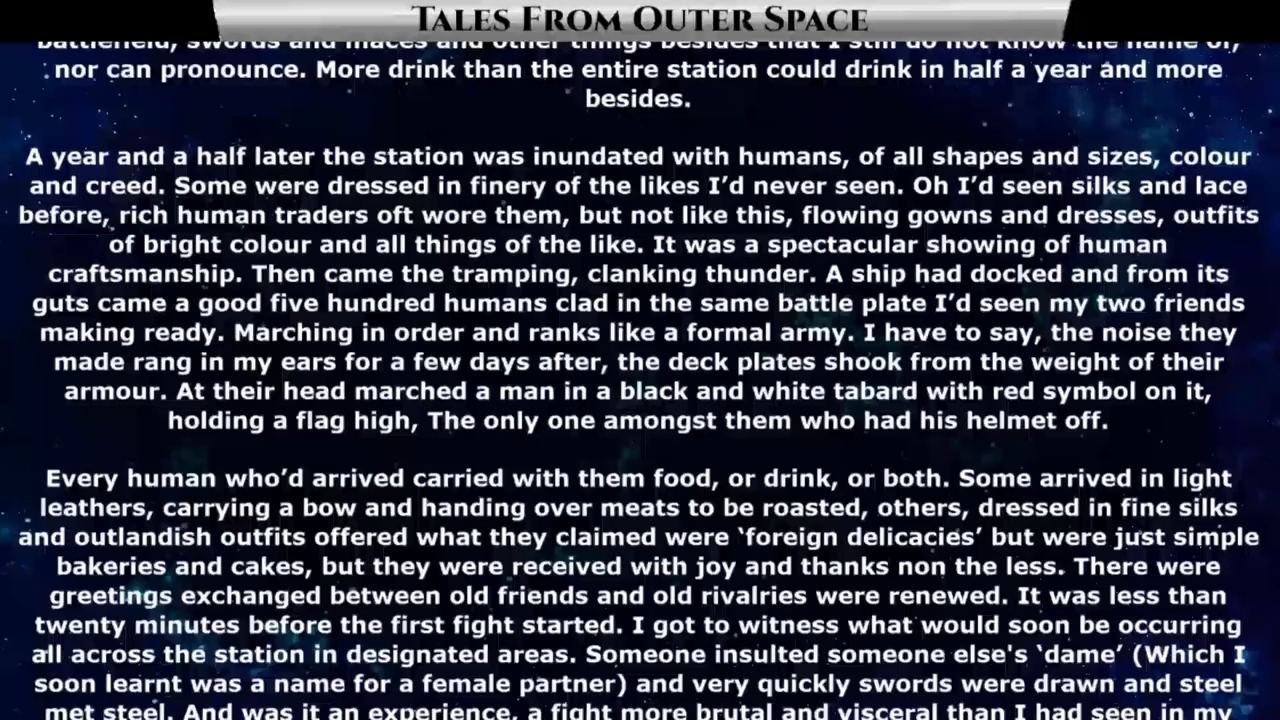 Tales From Outer Space
battlefield, swords and maces and other things besides that I still do not know the name of,
nor can pronounce. More drink than the entire station could drink in half a year and more
besides.
A year and a half later the station was inundated with humans, of all shapes and sizes, colour
and creed. Some were dressed in finery of the likes I’d never seen. Oh I’d seen silks and lace
before, rich human traders oft wore them, but not like this, flowing gowns and dresses, outfits
of bright colour and all things of the like. It was a spectacular showing of human
craftsmanship. Then came the tramping, clanking thunder. A ship had docked and from its
guts came a good five hundred humans clad in the same battle plate I’d seen my two friends
making ready. Marching in order and ranks like a formal army. I have to say, the noise they
made rang in my ears for a few days after, the deck plates shook from the weight of their
armour. At their head marched a man in a black and white tabard with red symbol on it,
holding a flag high, The only one amongst them who had his helmet off.
Every human who’d arrived carried with them food, or drink, or both. Some arrived in light
leathers, carrying a bow and handing over meats to be roasted, others, dressed in fine silks
and outlandish outfits offered what they claimed were ‘foreign delicacies’ but were just simple
bakeries and cakes, but they were received with joy and thanks non the less. There were
greetings exchanged between old friends and old rivalries were renewed. It was less than
twenty minutes before the first fight started. I got to witness what would soon be occurring
all across the station in designated areas. Someone insulted someone else's ‘dame’ (Which I
soon learnt was a name for a female partner) and very quickly swords were drawn and steel
met steel. And was it an experience, a fight more brutal and visceral than I had seen in my